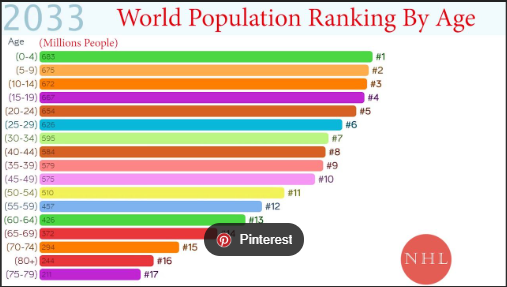 2033 World Population Ranking By Age
Age (Millions People)
(0-4) 683 #1
(5-9) 675 #2
(10-14) 672 #3
(15-19) 667 #4
(20-24) 654 #5
(25-29) 626 #6
(30-34) 595 #7
(40-44) 584 #8
(35-39) 579 #9
(45-49) 575 #10
(50-54) 510 #11
(55-59) 457 #12
(60-64) 426 #13
(65-69) 372
(70-74) 294 #15
(80+) 244 #16
(75-79) 211 #17
Pinterest
NHL